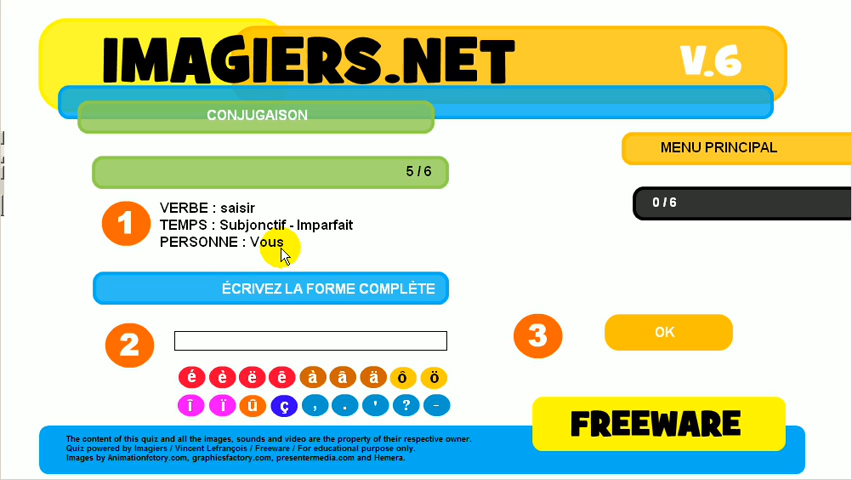 IMAGIERS.NET
V.6
CONJUGAISON
MENU PRINCIPAL
5 / 6
0 / 6
1
VERBE : saisir
TEMPS : Subjonctif - Imparfait
PERSONNE : Vous
ÉCRIVEZ LA FORME COMPLÈTE
2
3
OK
é è ë ê à â ä ô ö
î ï û ç , . ' ? -
FREEWARE
The content of this quiz and all the images, sounds and video are the property of their respective owner.
Quiz powered by Imagiers / Vincent Lefrançois / Freeware / For educational purpose only.
Images by Animationfctory.com, graphicsfactory.com, presentermedia.com and Hemera.